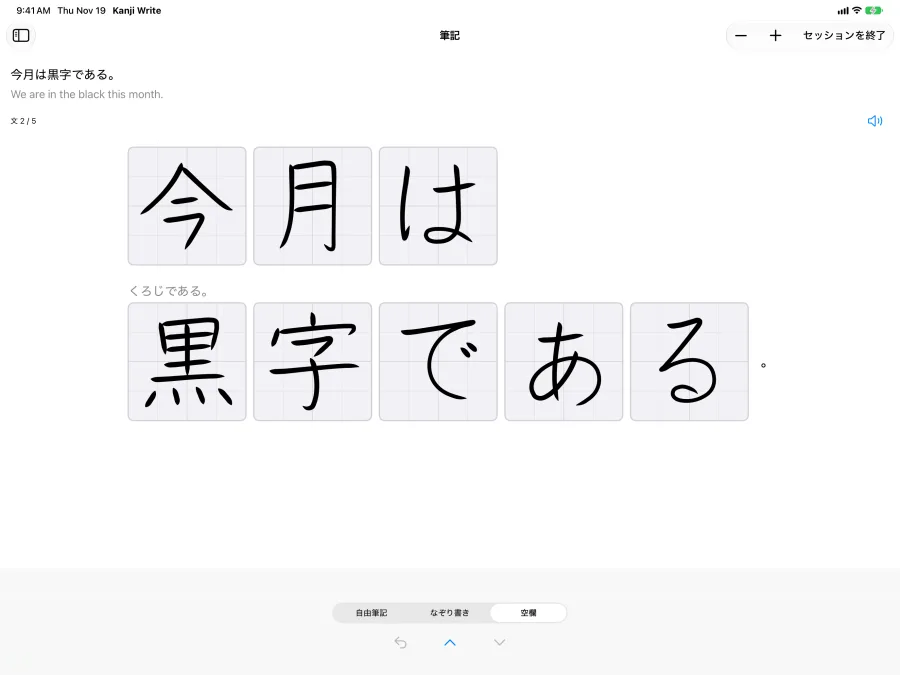 9:41 AM Thu Nov 19 Kanji Write
筆記
セッションを終了
今月は黒字である。
We are in the black this month.
文 2 / 5
今月は
くろじである。
黒字である。
自由筆記 なぞり書き 空欄